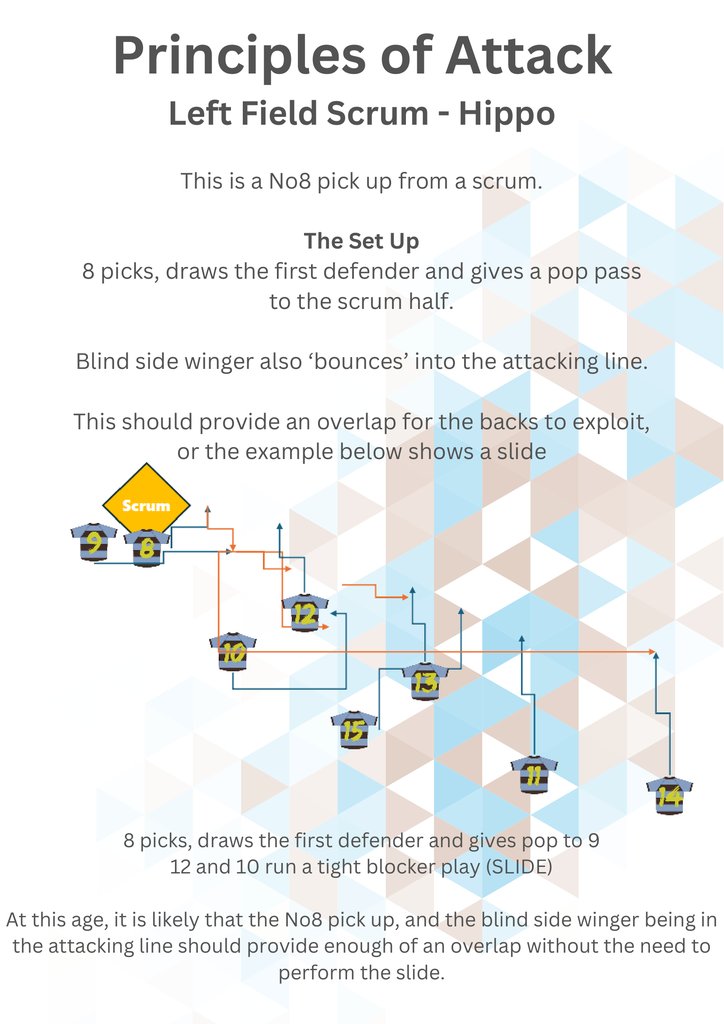 Principles of Attack
Left Field Scrum - Hippo
This is a No8 pick up from a scrum.
The Set Up
8 picks, draws the first defender and gives a pop pass
to the scrum half.
Blind side winger also ‘bounces’ into the attacking line.
This should provide an overlap for the backs to exploit,
or the example below shows a slide
Scrum
9
8
12
10
13
15
11
14
8 picks, draws the first defender and gives pop to 9
12 and 10 run a tight blocker play (SLIDE)
At this age, it is likely that the No8 pick up, and the blind side winger being in
the attacking line should provide enough of an overlap without the need to
perform the slide.